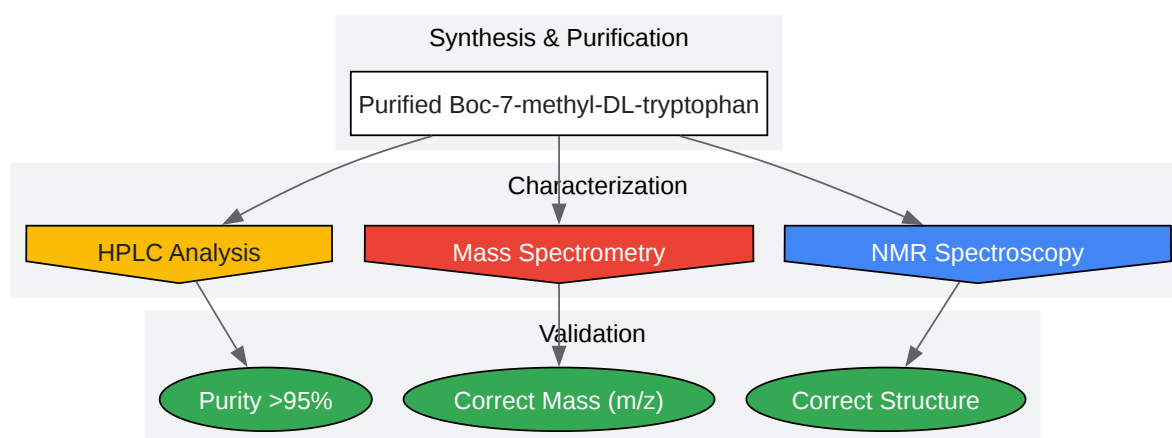 Synthesis & Purification
Purified Boc-7-methyl-DL-tryptophan
Characterization
HPLC Analysis
Mass Spectrometry
NMR Spectroscopy
Validation
Purity >95%
Correct Mass (m/z)
Correct Structure